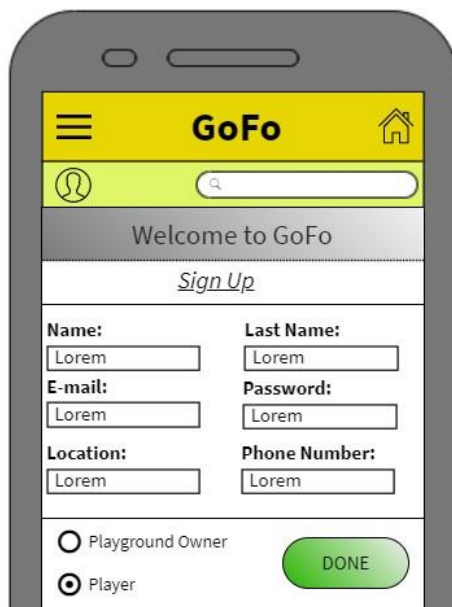 GoFo
Welcome to GoFo
Sign Up
Name: Last Name:
Lorem Lorem
E-mail: Password:
Lorem Lorem
Location: Phone Number:
Lorem Lorem
Playground Owner
DONE
Player